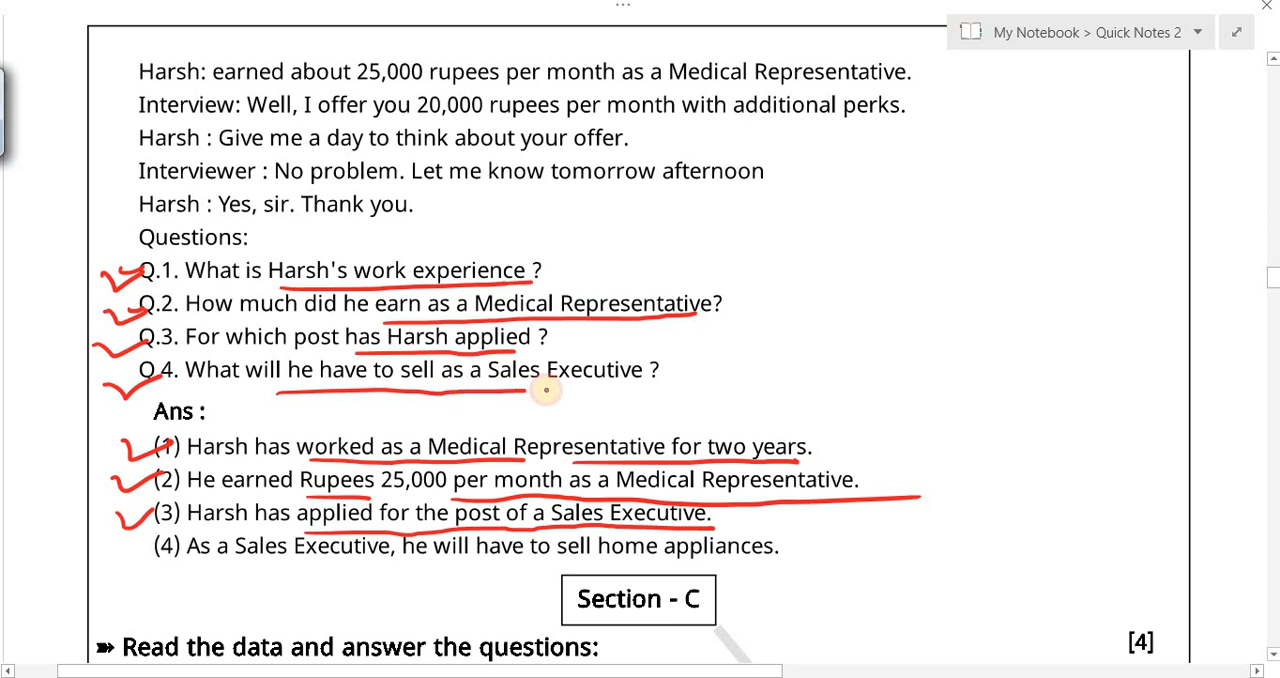 ...
My Notebook > Quick Notes 2
Harsh: earned about 25,000 rupees per month as a Medical Representative.
Interview: Well, I offer you 20,000 rupees per month with additional perks.
Harsh : Give me a day to think about your offer.
Interviewer : No problem. Let me know tomorrow afternoon
Harsh : Yes, sir. Thank you.
Questions:
Q.1. What is Harsh's work experience ?
Q.2. How much did he earn as a Medical Representative?
Q.3. For which post has Harsh applied ?
Q.4. What will he have to sell as a Sales Executive ?
Ans :
(1) Harsh has worked as a Medical Representative for two years.
(2) He earned Rupees 25,000 per month as a Medical Representative.
(3) Harsh has applied for the post of a Sales Executive.
(4) As a Sales Executive, he will have to sell home appliances.
Section - C
➽ Read the data and answer the questions: [4]